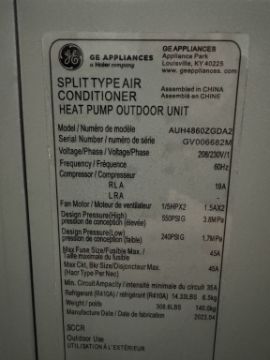 GE APPLIANCES
a Haier company
GE APPLIANCES
Appliance Park
Louisville, KY 40225
geappliances.com
SPLIT TYPE AIR
CONDITIONER
Assembled in CHINA
Assemblé en CHINE
HEAT PUMP OUTDOOR UNIT
Model / Numéro de modèle AUH4860ZGDA2
Serial Number / numéro de série GV006682M
Voltage/Phase / Voltage/Phase 208/230V/1
Frequency / Fréquence 60Hz
Compressor / Compresseur
RLA 19A
LRA
Fan Motor / Moteur de ventilateur 1/5HPX2 1.5AX2
Design Pressure(High) 550PSIG 3.8MPa
pression de conception (élevée)
Design Pressure(Low) 240PSIG 1.7MPa
pression de conception (faible)
Max Fuse Size/Fusible Max./ 45A
Taille maximale du fusible
Max Ckt, Bkr Size/Disjoncteur Max. 45A
(Hacr Type Per Nec)
Min. Circuit Ampacity / intensité minimale du circuit 35A
Refrigerant (R410A) / réfrigérant (R410A) 14.33LBS 6.5kg
Weight / poids 308.6LBS 140.0kg
Manufacture Date / Date de fabrication 2023.04
SCCR
Outdoor Use
UTILISATION À L'EXTÉRIEUR